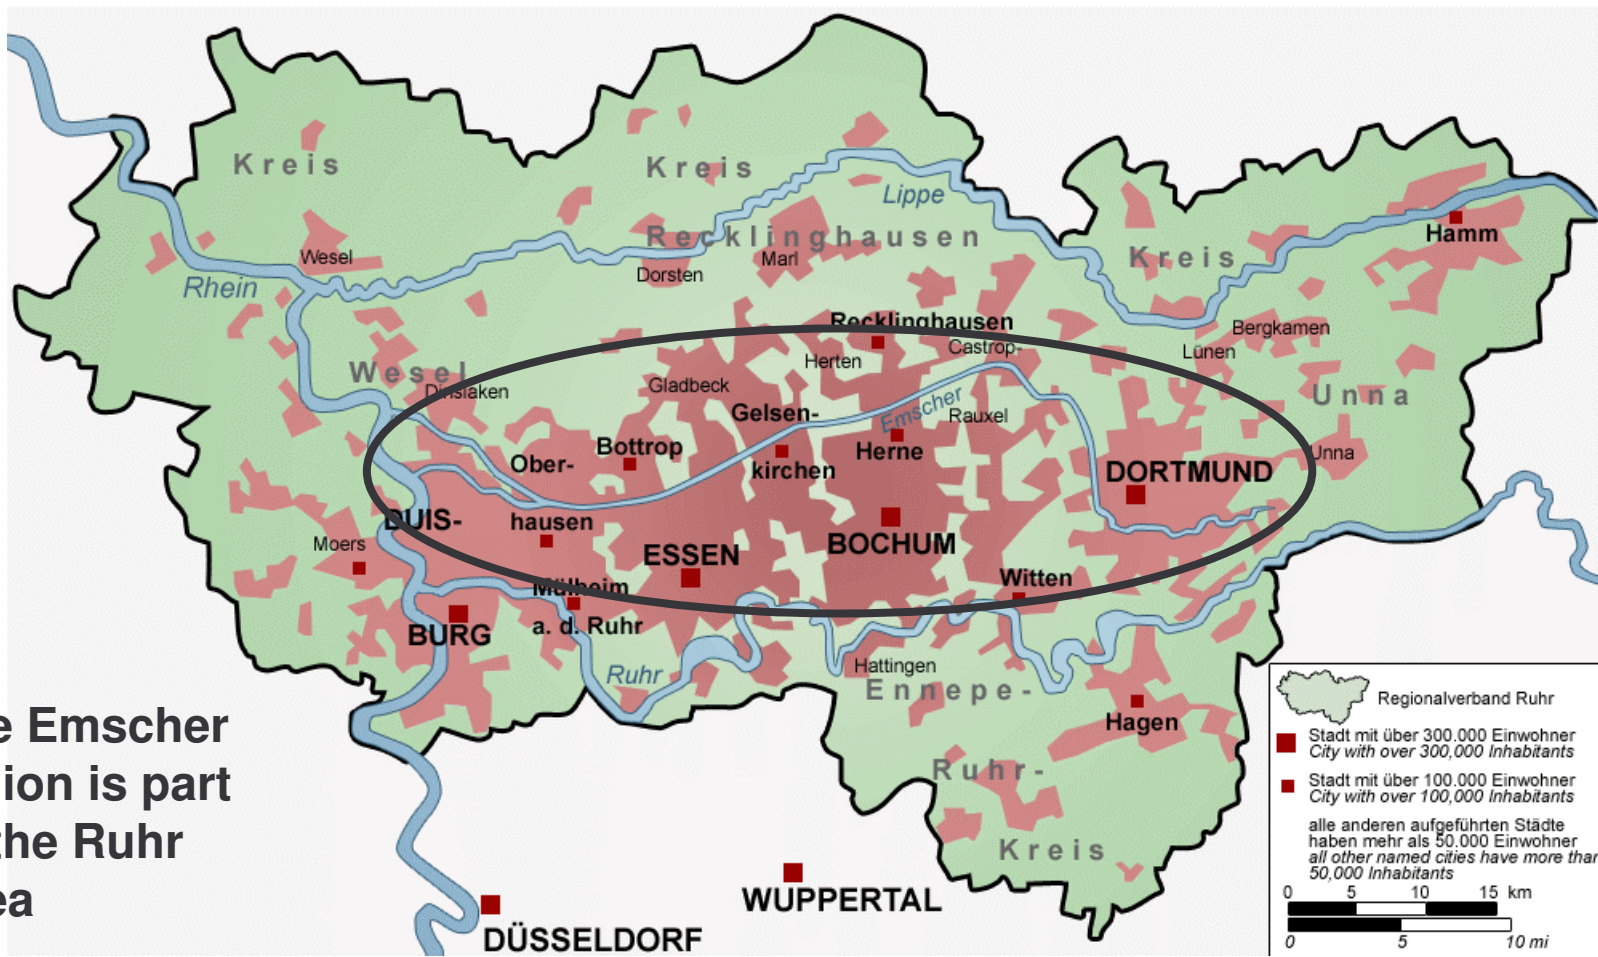 Kreis
Kreis
Lippe
Recklinghausen
Hamm
Wesel
Marl
Kreis
Dorsten
Rhein
Recklinghausen
Bergkamen
Castrop-
Lünen
Herten
Wesel
Dinslaken
Gladbeck
Unna
Gelsen-
Emscher
Rauxel
Bottrop
Herne
Unna
Ober-
kirchen
DORTMUND
DUIS-
hausen
Moers
ESSEN
BOCHUM
Witten
Mülheim
BURG
a. d. Ruhr
Hattingen
Ruhr
Ennepe-
Hagen
Ruhr-
Kreis
WUPPERTAL
DÜSSELDORF
e Emscher
ion is part
the Ruhr
ea
Regionalverband Ruhr
Stadt mit über 300.000 Einwohner
City with over 300,000 Inhabitants
Stadt mit über 100.000 Einwohner
City with over 100,000 Inhabitants
alle anderen aufgeführten Städte
haben mehr als 50.000 Einwohner
all other named cities have more than
50,000 Inhabitants
0 5 10 15 km
0 5 10 mi